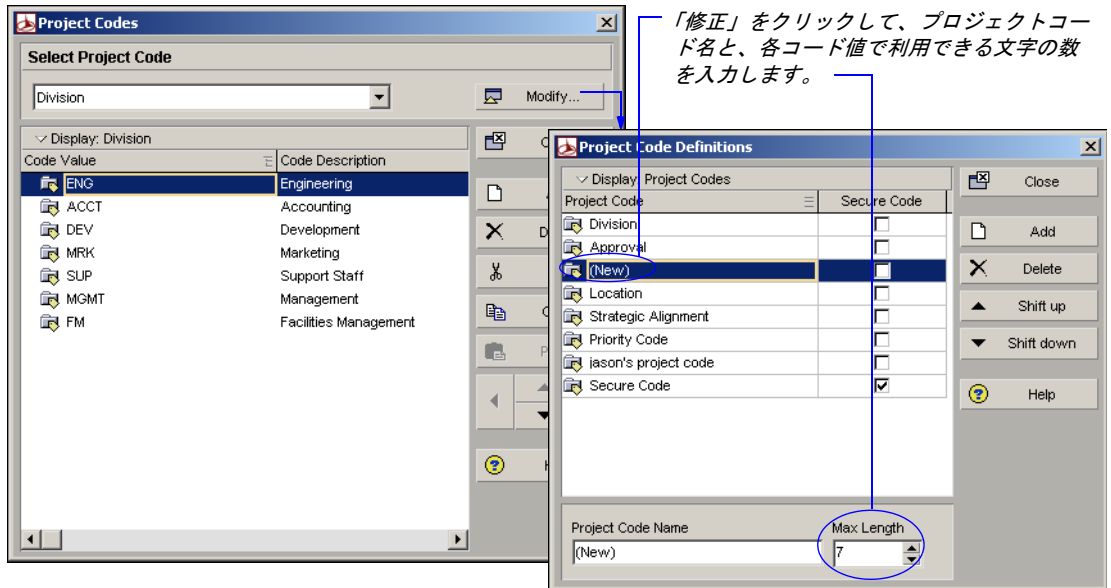 Project Codes
Select Project Code
Division
Modify...
Display: Division
Code Value
Code Description
ENG
Engineering
ACCT
Accounting
DEV
Development
MRK
Marketing
SUP
Support Staff
MGMT
Management
FM
Facilities Management
「修正」をクリックして、プロジェクトコー
ド名と、各コード値で利用できる文字の数
を入力します。
Project Code Definitions
Display: Project Codes
Project Code
Secure Code
Division
Approval
(New)
Location
Strategic Alignment
Priority Code
jason's project code
Secure Code
Close
Add
Delete
Shift up
Shift down
Help
Project Code Name
Max Length
(New)
7